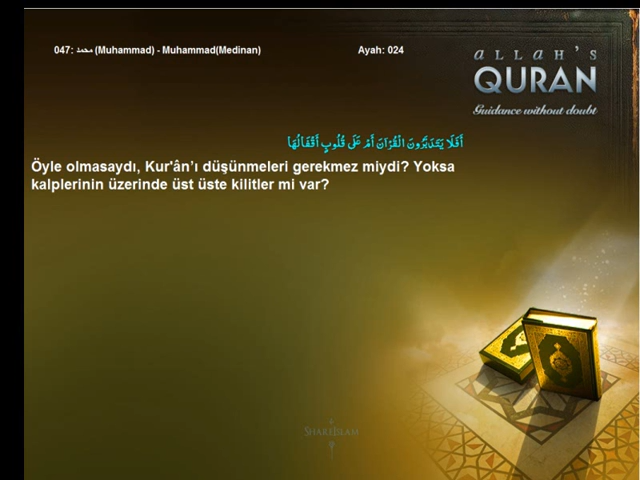 047: محمد (Muhammad) - Muhammad(Medinan) Ayah: 024
ALLAH'S
QURAN
Guidance without doubt
أَفَلَا يَتَدَبَّرُونَ الْقُرْآنَ أَمْ عَلَى قُلُوبٍ أَقْفَالُهَا
Öyle olmasaydı, Kur'ân’ı düşünmeleri gerekmez miydi? Yoksa
kalplerinin üzerinde üst üste kilitler mi var?
SHAREISLAM